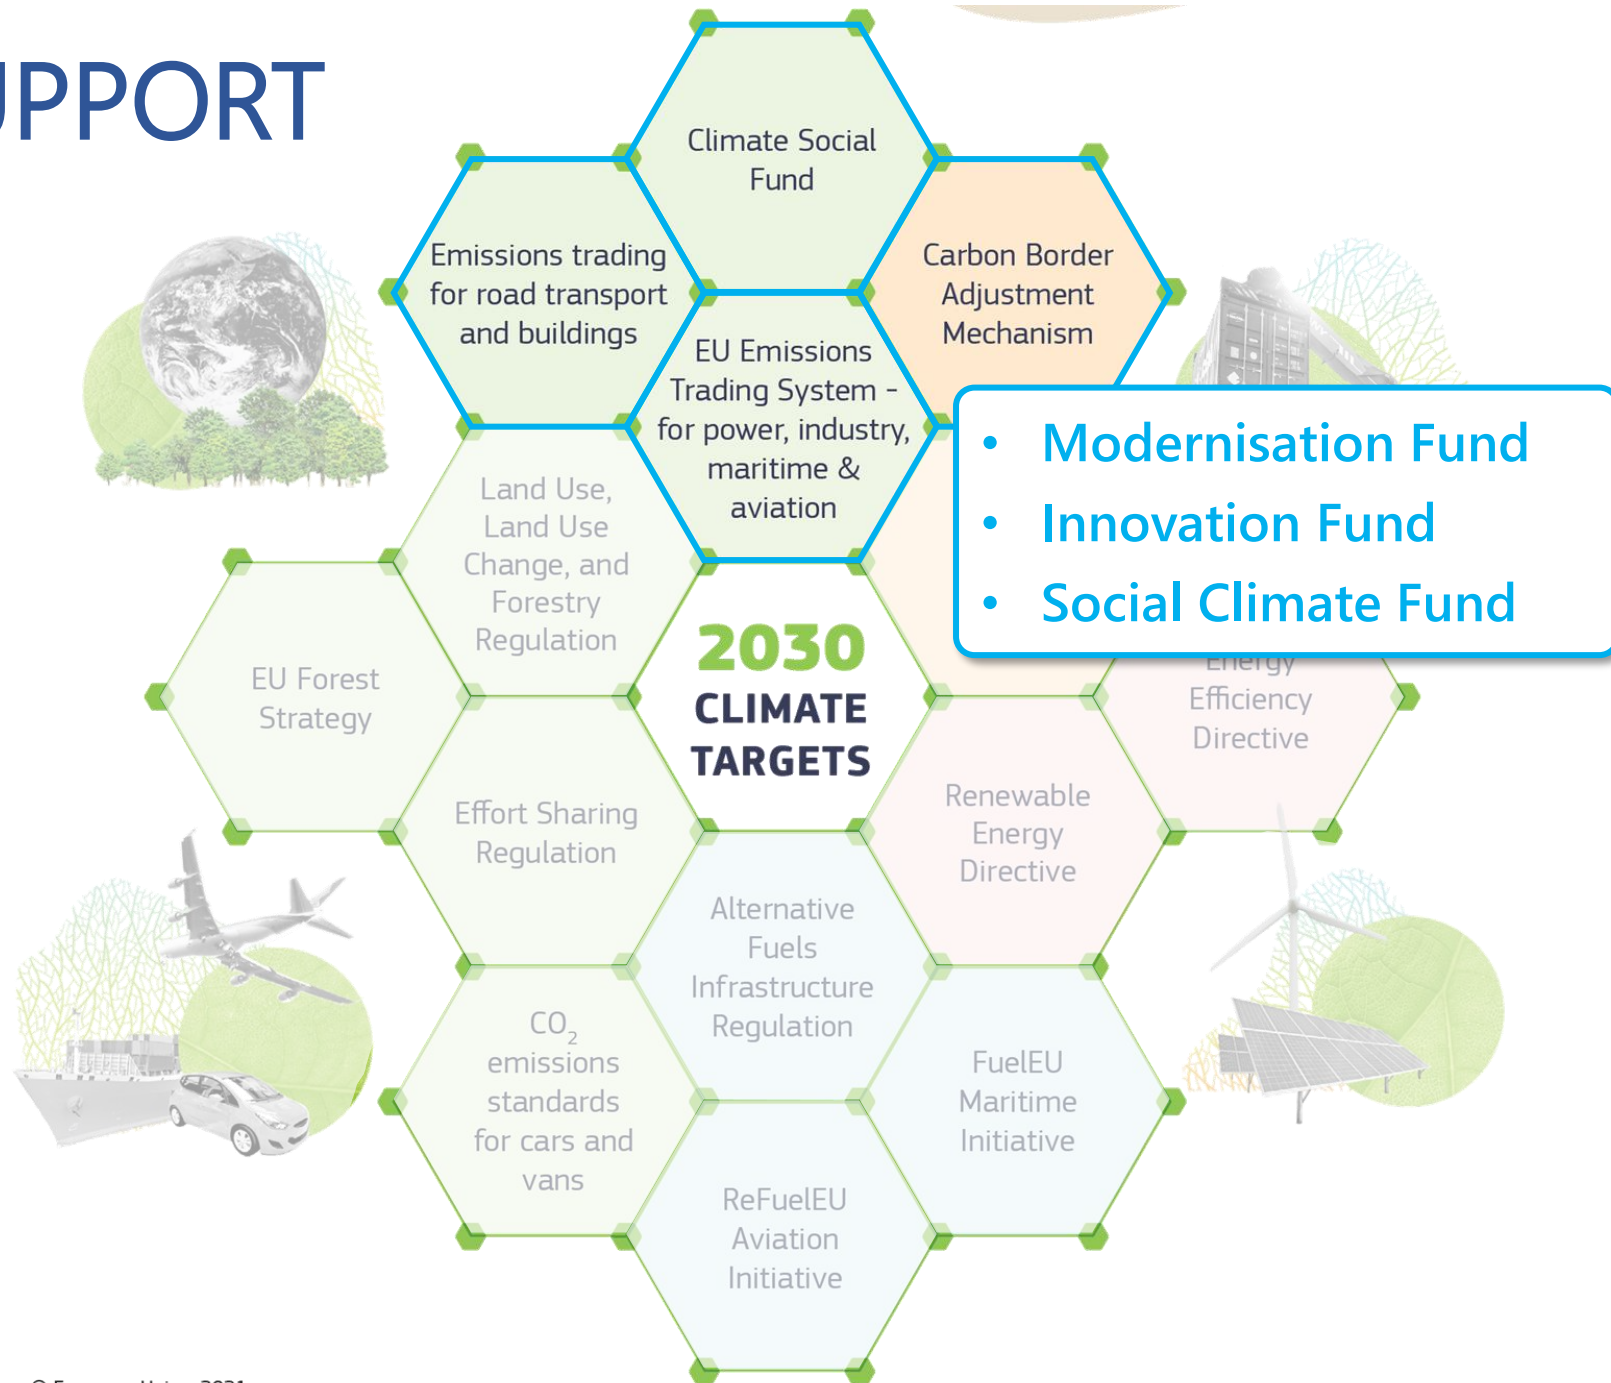 UPPORT
Climate Social
Fund
Emissions trading
for road transport
and buildings
Carbon Border
Adjustment
Mechanism
EU Emissions
Trading System -
for power, industry,
maritime &
aviation
• Modernisation Fund
• Innovation Fund
• Social Climate Fund
Land Use,
Land Use
Change, and
Forestry
Regulation
EU Forest
Strategy
2030
CLIMATE
TARGETS
Energy
Efficiency
Directive
Effort Sharing
Regulation
Renewable
Energy
Directive
Alternative
Fuels
Infrastructure
Regulation
CO₂
emissions
standards
for cars and
vans
FuelEU
Maritime
Initiative
ReFuelEU
Aviation
Initiative